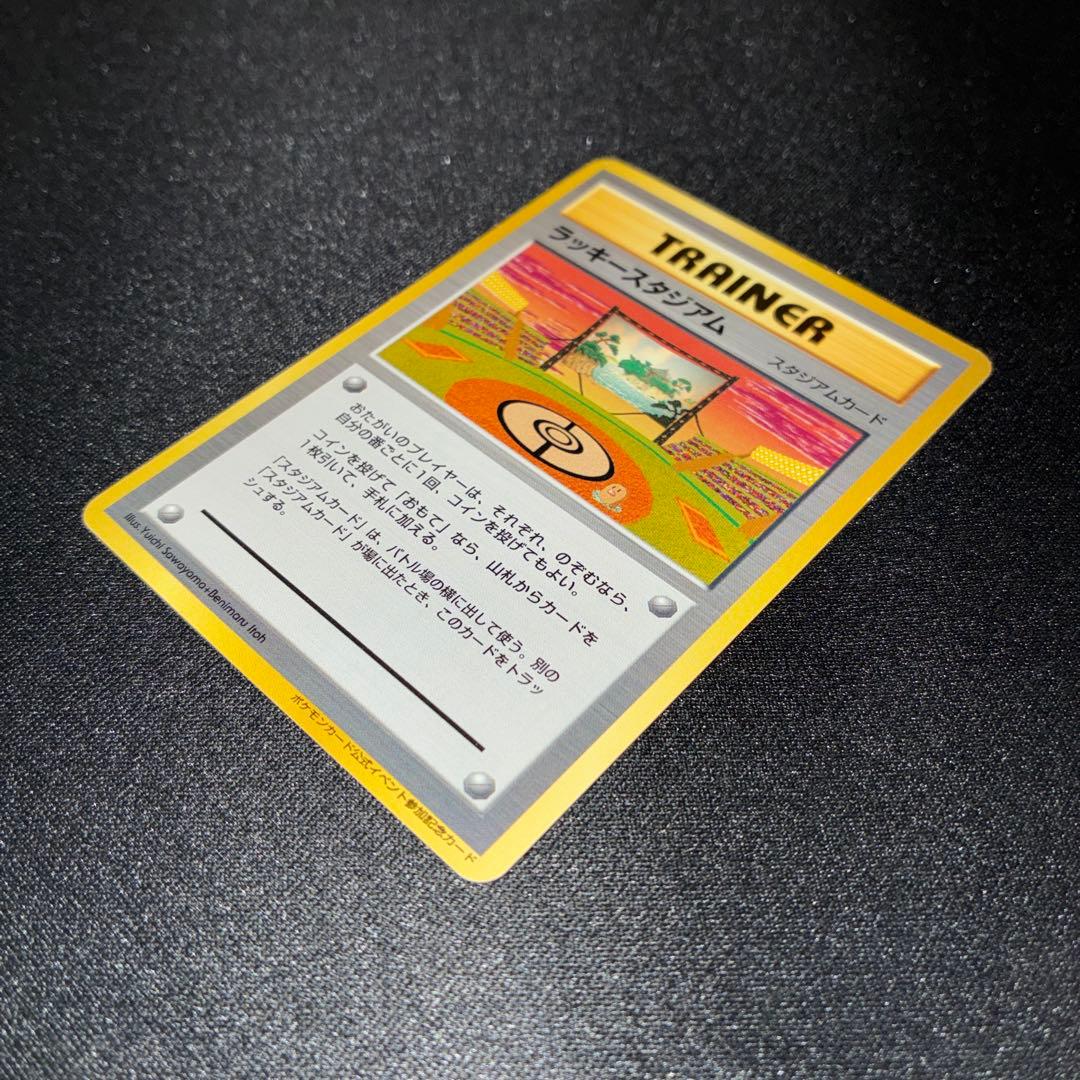 TRAINER
ラッキースタジアム
スタジアムカード
おたがいのプレイヤーは、それぞれ、のぞむなら、
自分の番ごとに1回、コインを投げてもよい。
コインを投げて「おもて」なら、山札からカードを
1枚引いて、手札に加える。
「スタジアムカード」は、バトル場の横に出して使う。別の
「スタジアムカード」が場に出たとき、このカードをトラッ
シュする。
Illus. Yuichi Sawayama+Benimaru Itoh
ポケモンカード公式イベント参加記念カード